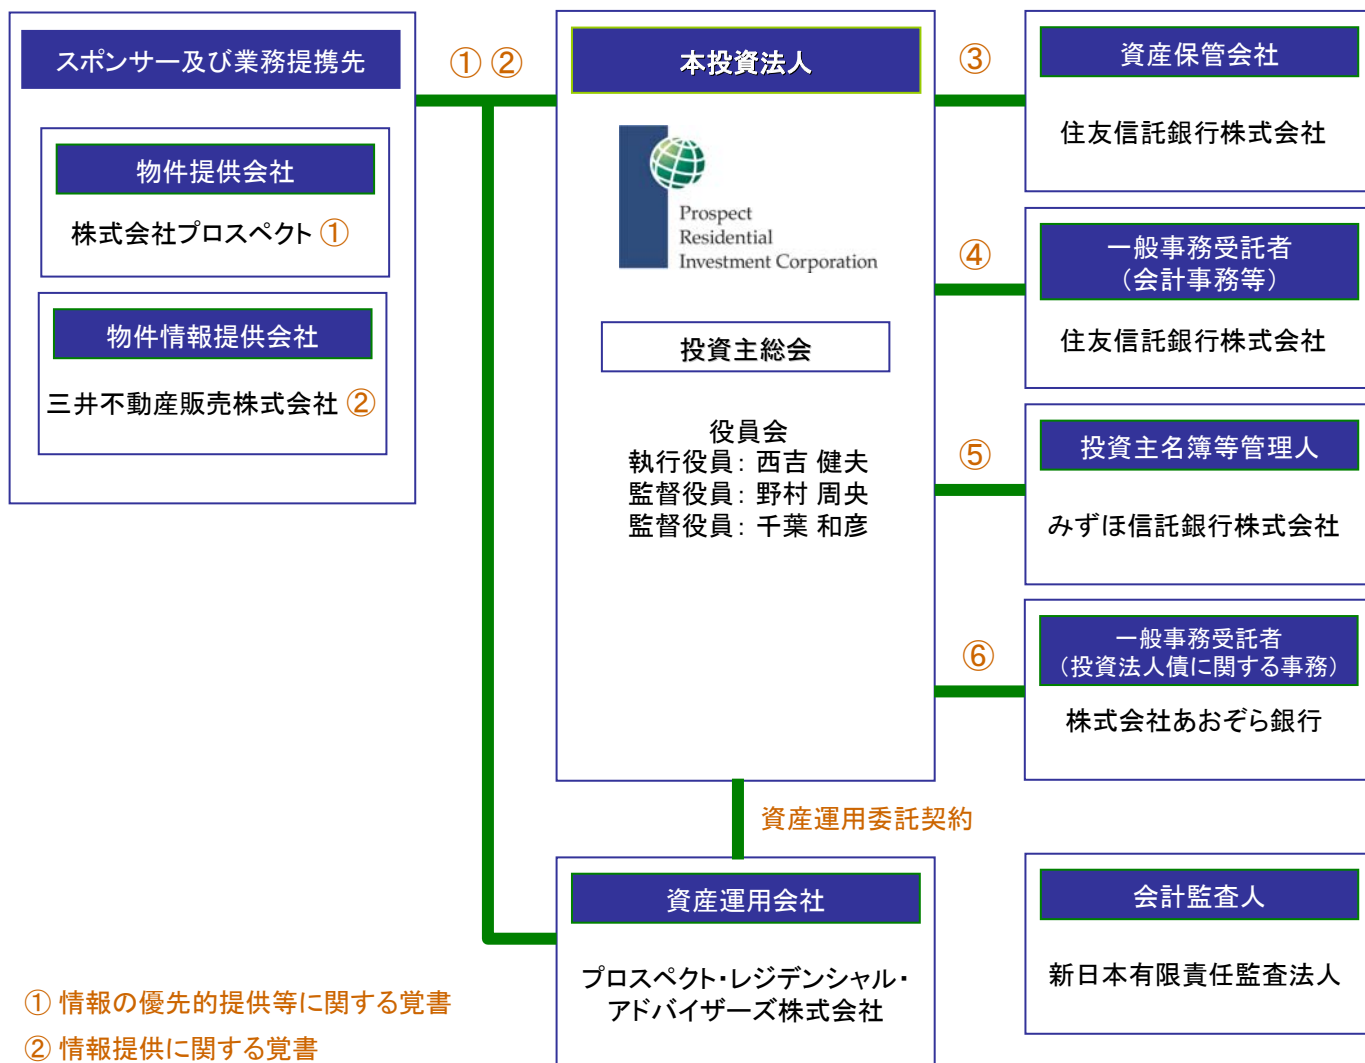 スポンサー及び業務提携先
物件提供会社
株式会社プロスペクト ①
物件情報提供会社
三井不動産販売株式会社 ②
① ②
本投資法人
Prospect
Residential
Investment Corporation
投資主総会
役員会
執行役員: 西吉 健夫
監督役員: 野村 周央
監督役員: 千葉 和彦
③
資産保管会社
住友信託銀行株式会社
④
一般事務受託者
(会計事務等)
住友信託銀行株式会社
⑤
投資主名簿等管理人
みずほ信託銀行株式会社
⑥
一般事務受託者
(投資法人債に関する事務)
株式会社あおぞら銀行
資産運用委託契約
資産運用会社
プロスペクト・レジデンシャル・
アドバイザーズ株式会社
会計監査人
新日本有限責任監査法人
① 情報の優先的提供等に関する覚書
② 情報提供に関する覚書